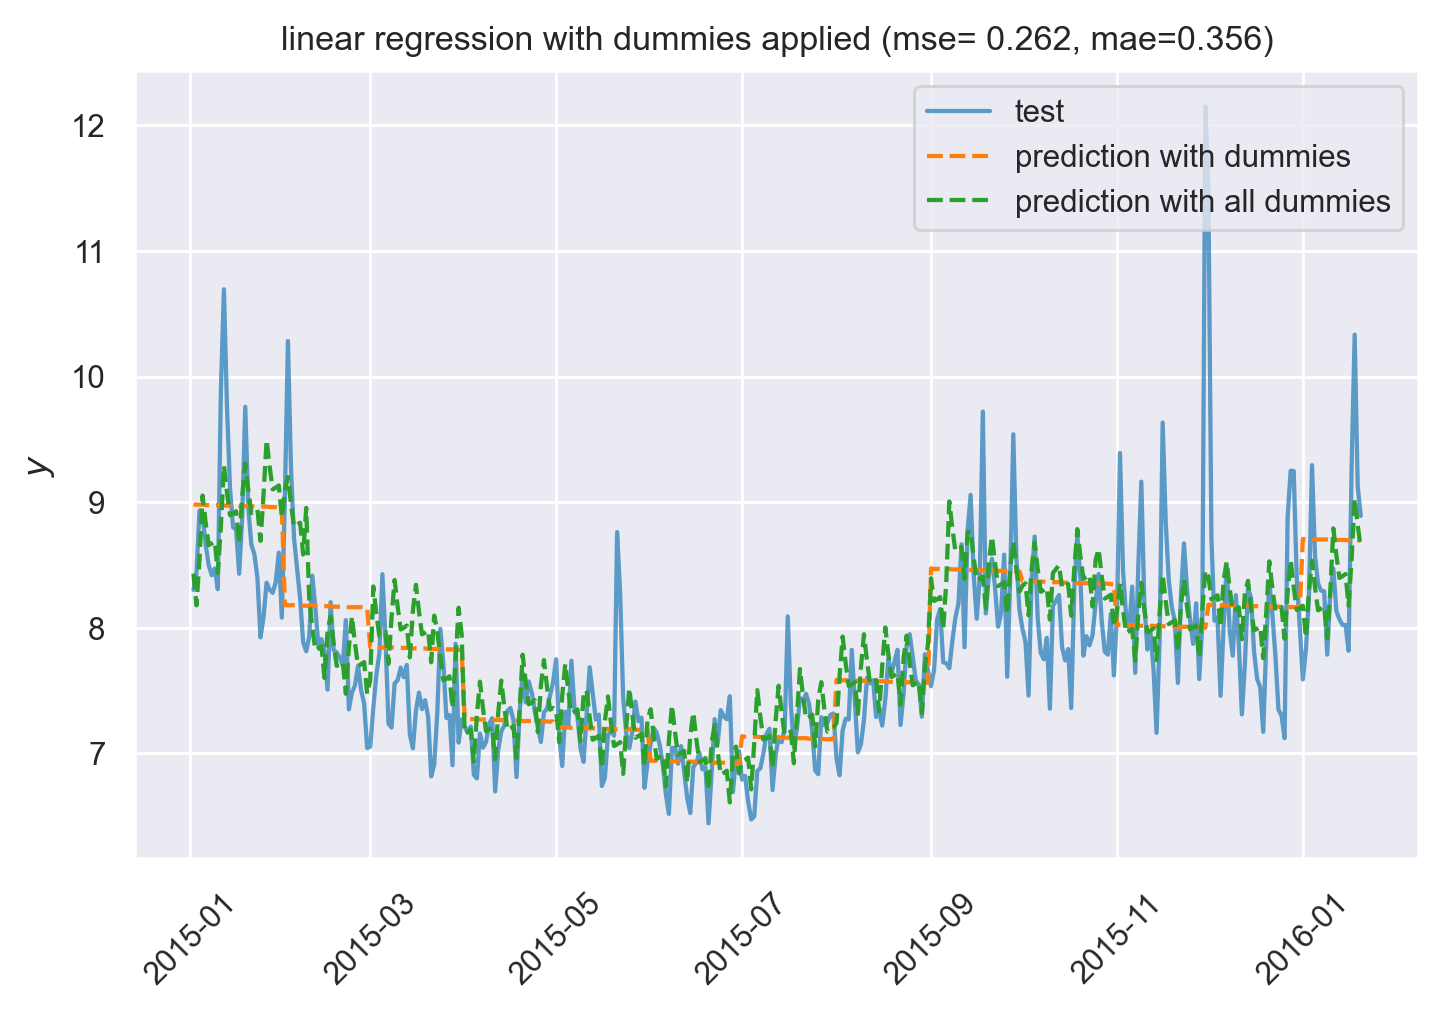 linear regression with dummies applied (mse= 0.262, mae=0.356)
test
prediction with dummies
prediction with all dummies
y
12
11
10
9
8
7
2015-01
2015-03
2015-05
2015-07
2015-09
2015-11
2016-01